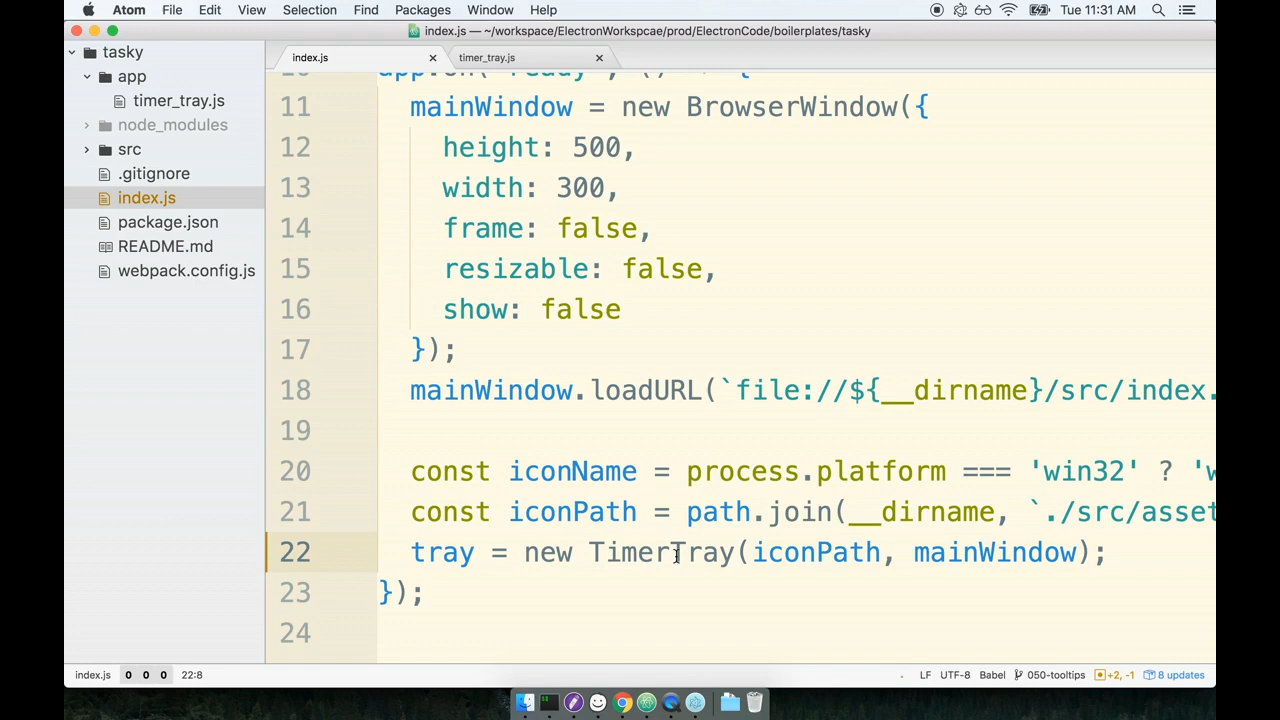 Atom File Edit View Selection Find Packages Window Help Tue 11:31 AM
index.js — ~/workspace/ElectronWorkspcae/prod/ElectronCode/boilerplates/tasky
tasky
app
timer_tray.js
node_modules
src
.gitignore
index.js
package.json
README.md
webpack.config.js
index.js timer_tray.js
11 mainWindow = new BrowserWindow({
12 height: 500,
13 width: 300,
14 frame: false,
15 resizable: false,
16 show: false
17 });
18 mainWindow.loadURL(`file://${__dirname}/src/index.
19
20 const iconName = process.platform === 'win32' ? 'w
21 const iconPath = path.join(__dirname, `./src/asset
22 tray = new TimerTray(iconPath, mainWindow);
23 });
24
index.js 0 0 0 22:8 LF UTF-8 Babel 050-tooltips +2, -1 8 updates